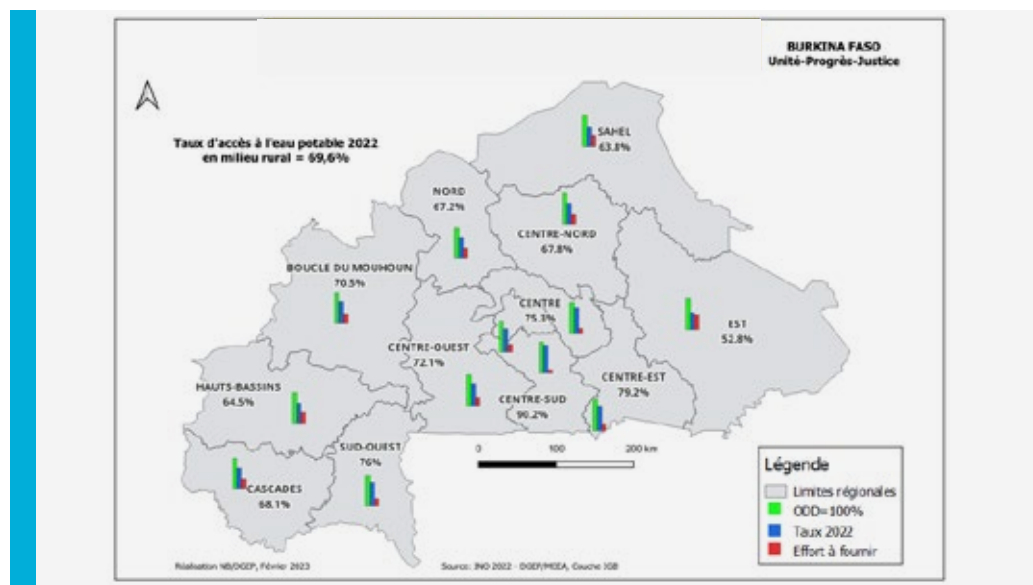 BURKINA FASO
Unité-Progrès-Justice
Taux d'accès à l'eau potable 2022
en milieu rural = 69,6%
SAHEL
63.8%
NORD
67.2%
CENTRE-NORD
67.8%
BOUCLE DU MOUHOUN
70.5%
CENTRE
75.3%
EST
52.8%
CENTRE-OUEST
72.1%
CENTRE-EST
79.2%
HAUTS-BASSINS
64.5%
CENTRE-SUD
90.2%
SUD-OUEST
76%
CASCADES
68.1%
0 100 200 km
Légende
Limites régionales
ODD=100%
Taux 2022
Effort à fournir
Réalisation NB/DGEP, Février 2023
Source: INO 2022 - DGEP/MEEA, Couche IGB